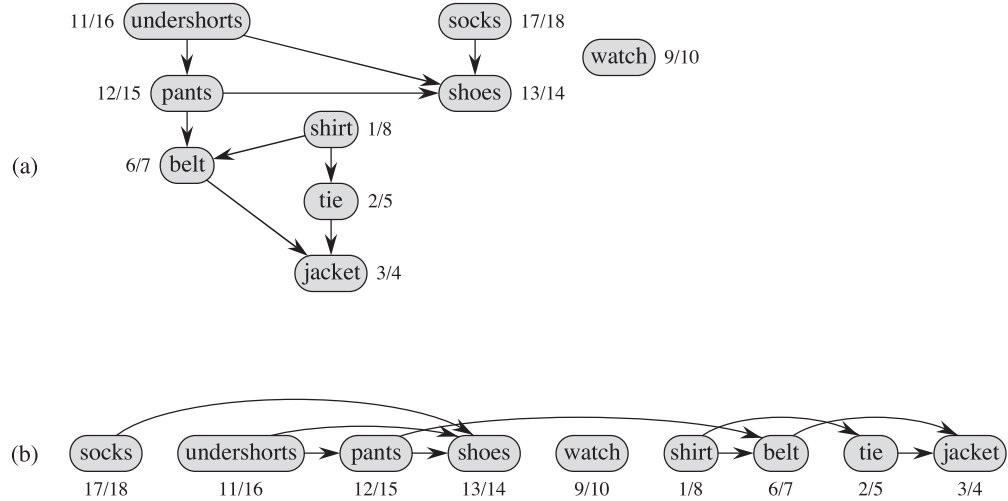 11/16 undershorts socks 17/18
watch 9/10
12/15 pants shoes 13/14
shirt 1/8
(a) 6/7 belt
tie 2/5
jacket 3/4
(b) socks undershorts pants shoes watch shirt belt tie jacket
17/18 11/16 12/15 13/14 9/10 1/8 6/7 2/5 3/4